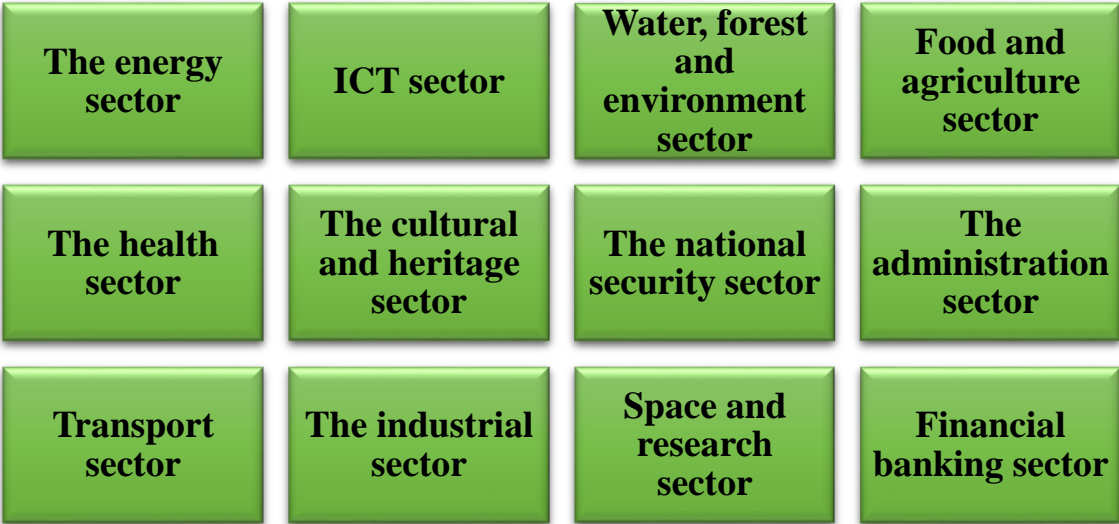 The energy
sector
ICT sector
Water, forest
and
environment
sector
Food and
agriculture
sector
The health
sector
The cultural
and heritage
sector
The national
security sector
The
administration
sector
Transport
sector
The industrial
sector
Space and
research
sector
Financial
banking sector